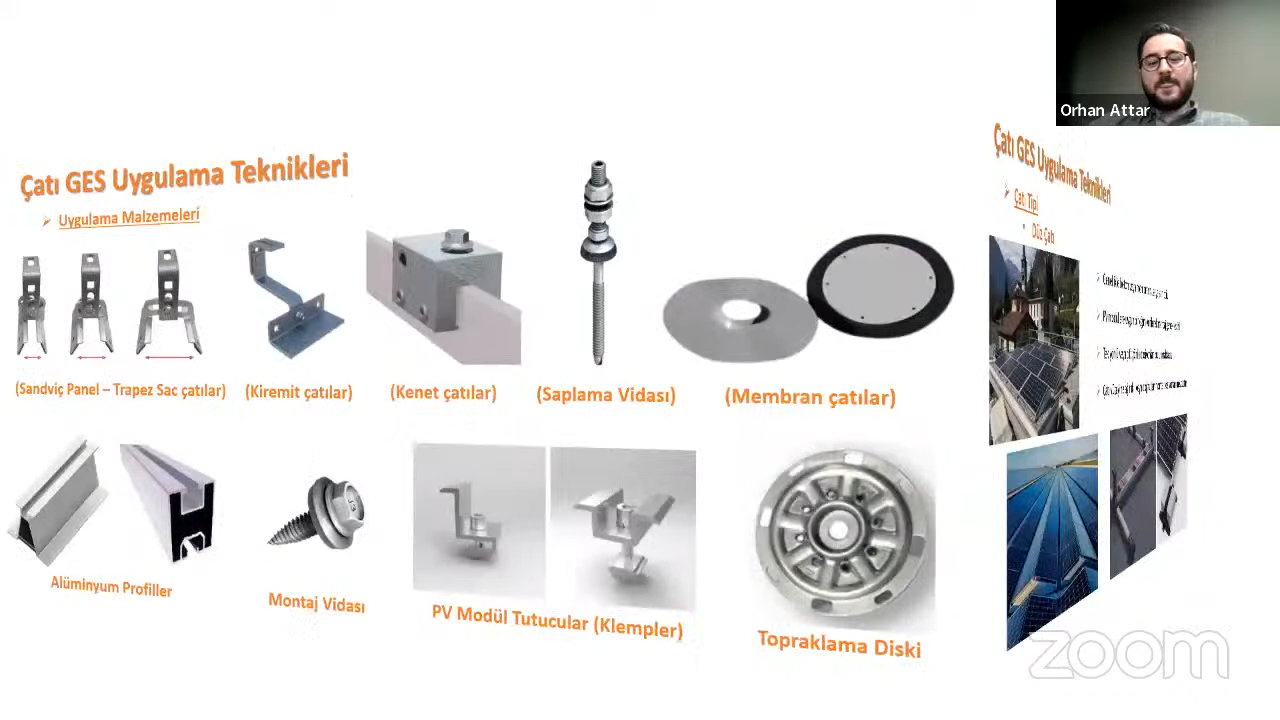 Orhan Attar
Çatı GES Uygulama Teknikleri
Uygulama Malzemeleri
(Sandviç Panel – Trapez Sac çatılar)
(Kiremit çatılar)
(Kenet çatılar)
(Saplama Vidası)
(Membran çatılar)
Alüminyum Profiller
Montaj Vidası
PV Modül Tutucular (Klempler)
Topraklama Diski
Çatı GES Uygulama Teknikleri
Çatı Tipi
Düz Çatı
zoom